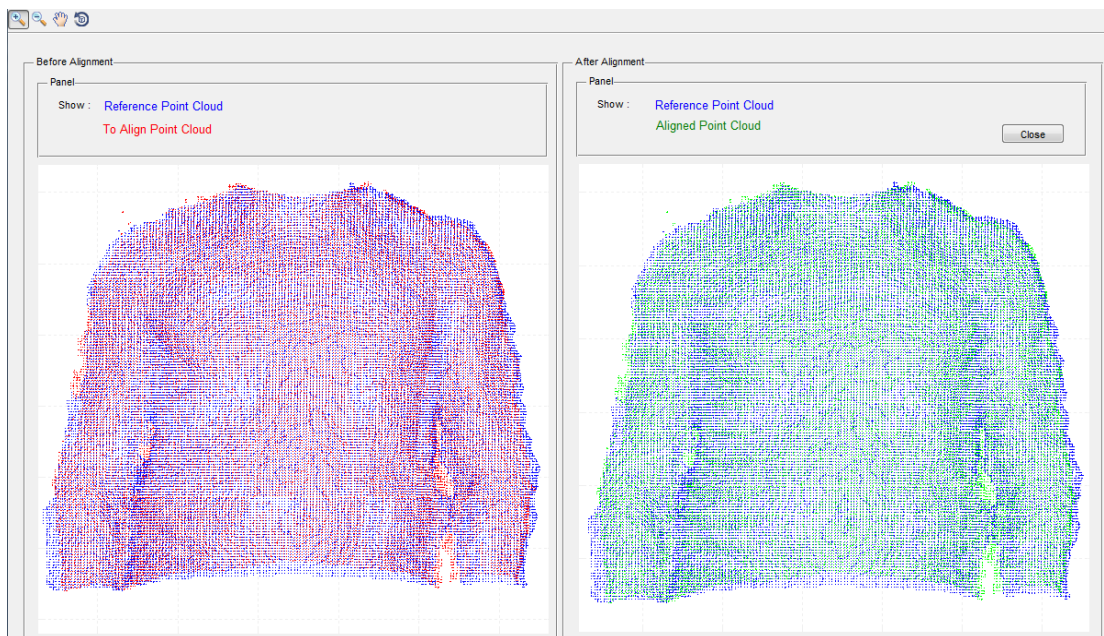 Before Alignment
Panel
Show : Reference Point Cloud
To Align Point Cloud
After Alignment
Panel
Show : Reference Point Cloud
Aligned Point Cloud
Close